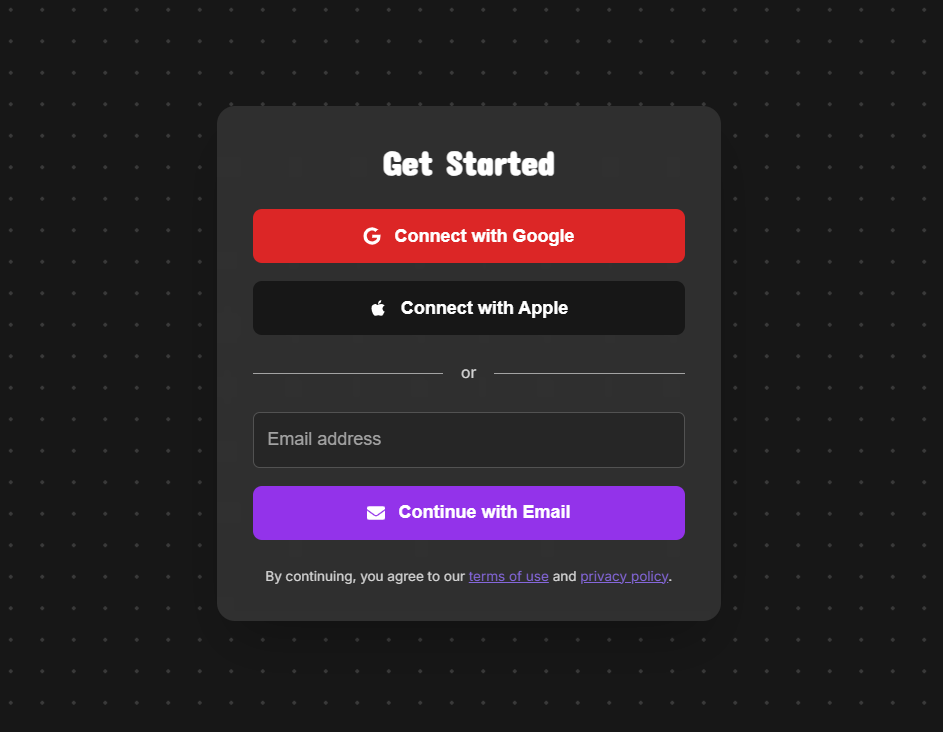 Get Started
Connect with Google
Connect with Apple
or
Email address
Continue with Email
By continuing, you agree to our terms of use and privacy policy.